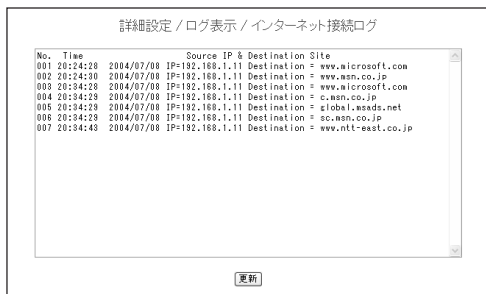 詳細設定 / ログ表示 / インターネット接続ログ
No. Time Source IP & Destination Site
001 20:24:28 2004/07/08 IP=192.168.1.11 Destination = www.microsoft.com
002 20:24:30 2004/07/08 IP=192.168.1.11 Destination = www.msn.co.jp
003 20:34:28 2004/07/08 IP=192.168.1.11 Destination = www.microsoft.com
004 20:34:29 2004/07/08 IP=192.168.1.11 Destination = c.msn.co.jp
005 20:34:29 2004/07/08 IP=192.168.1.11 Destination = global.msads.net
006 20:34:29 2004/07/08 IP=192.168.1.11 Destination = sc.msn.co.jp
007 20:34:43 2004/07/08 IP=192.168.1.11 Destination = www.ntt-east.co.jp
更新